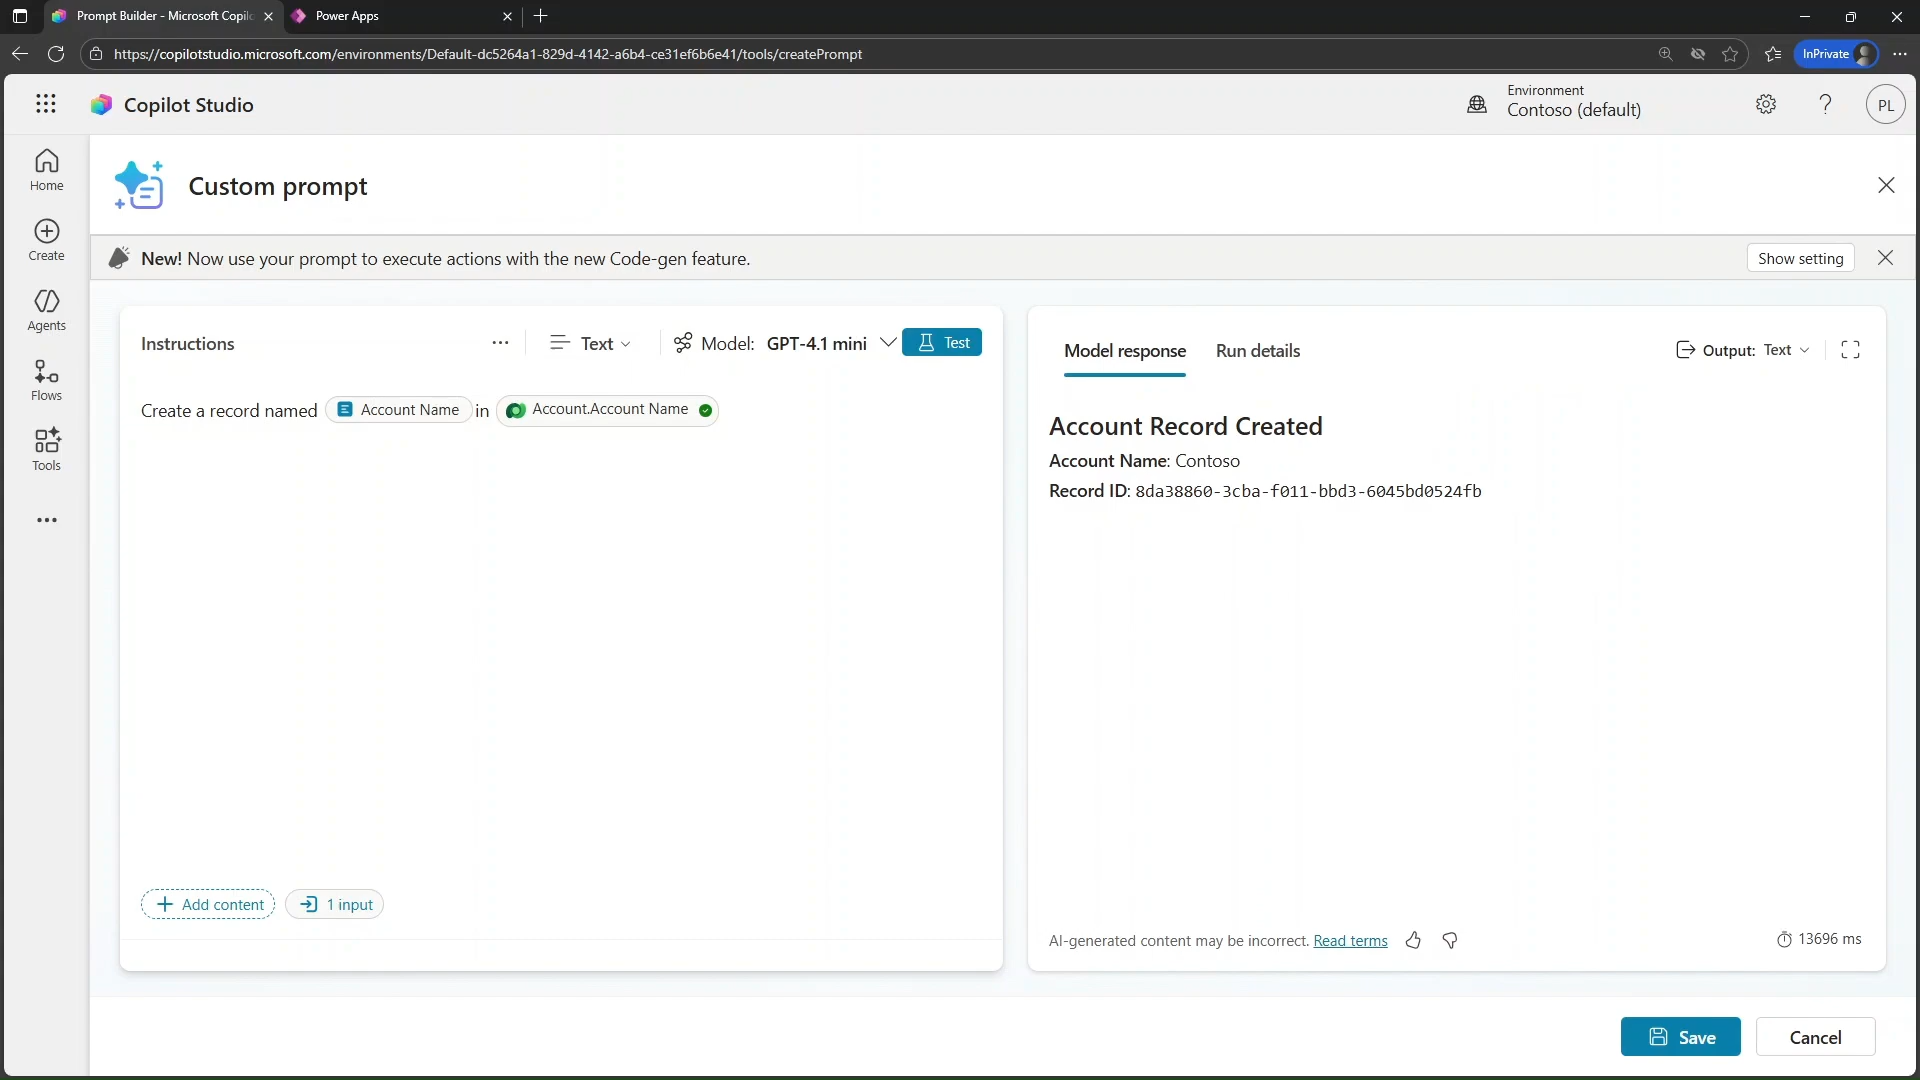 Prompt Builder - Microsoft Copilo
Power Apps
https://copilotstudio.microsoft.com/environments/Default-dc5264a1-829d-4142-a6b4-ce31ef6b6e41/tools/createPrompt
InPrivate
Copilot Studio
Environment
Contoso (default)
PL
Home
Create
Agents
Flows
Tools
Custom prompt
New! Now use your prompt to execute actions with the new Code-gen feature.
Show setting
Instructions
Text
Model: GPT-4.1 mini
Test
Create a record named Account Name in Account.Account Name
Add content
1 input
Model response
Run details
Output: Text
Account Record Created
Account Name: Contoso
Record ID: 8da38860-3cba-f011-bbd3-6045bd0524fb
AI-generated content may be incorrect. Read terms
13696 ms
Save
Cancel